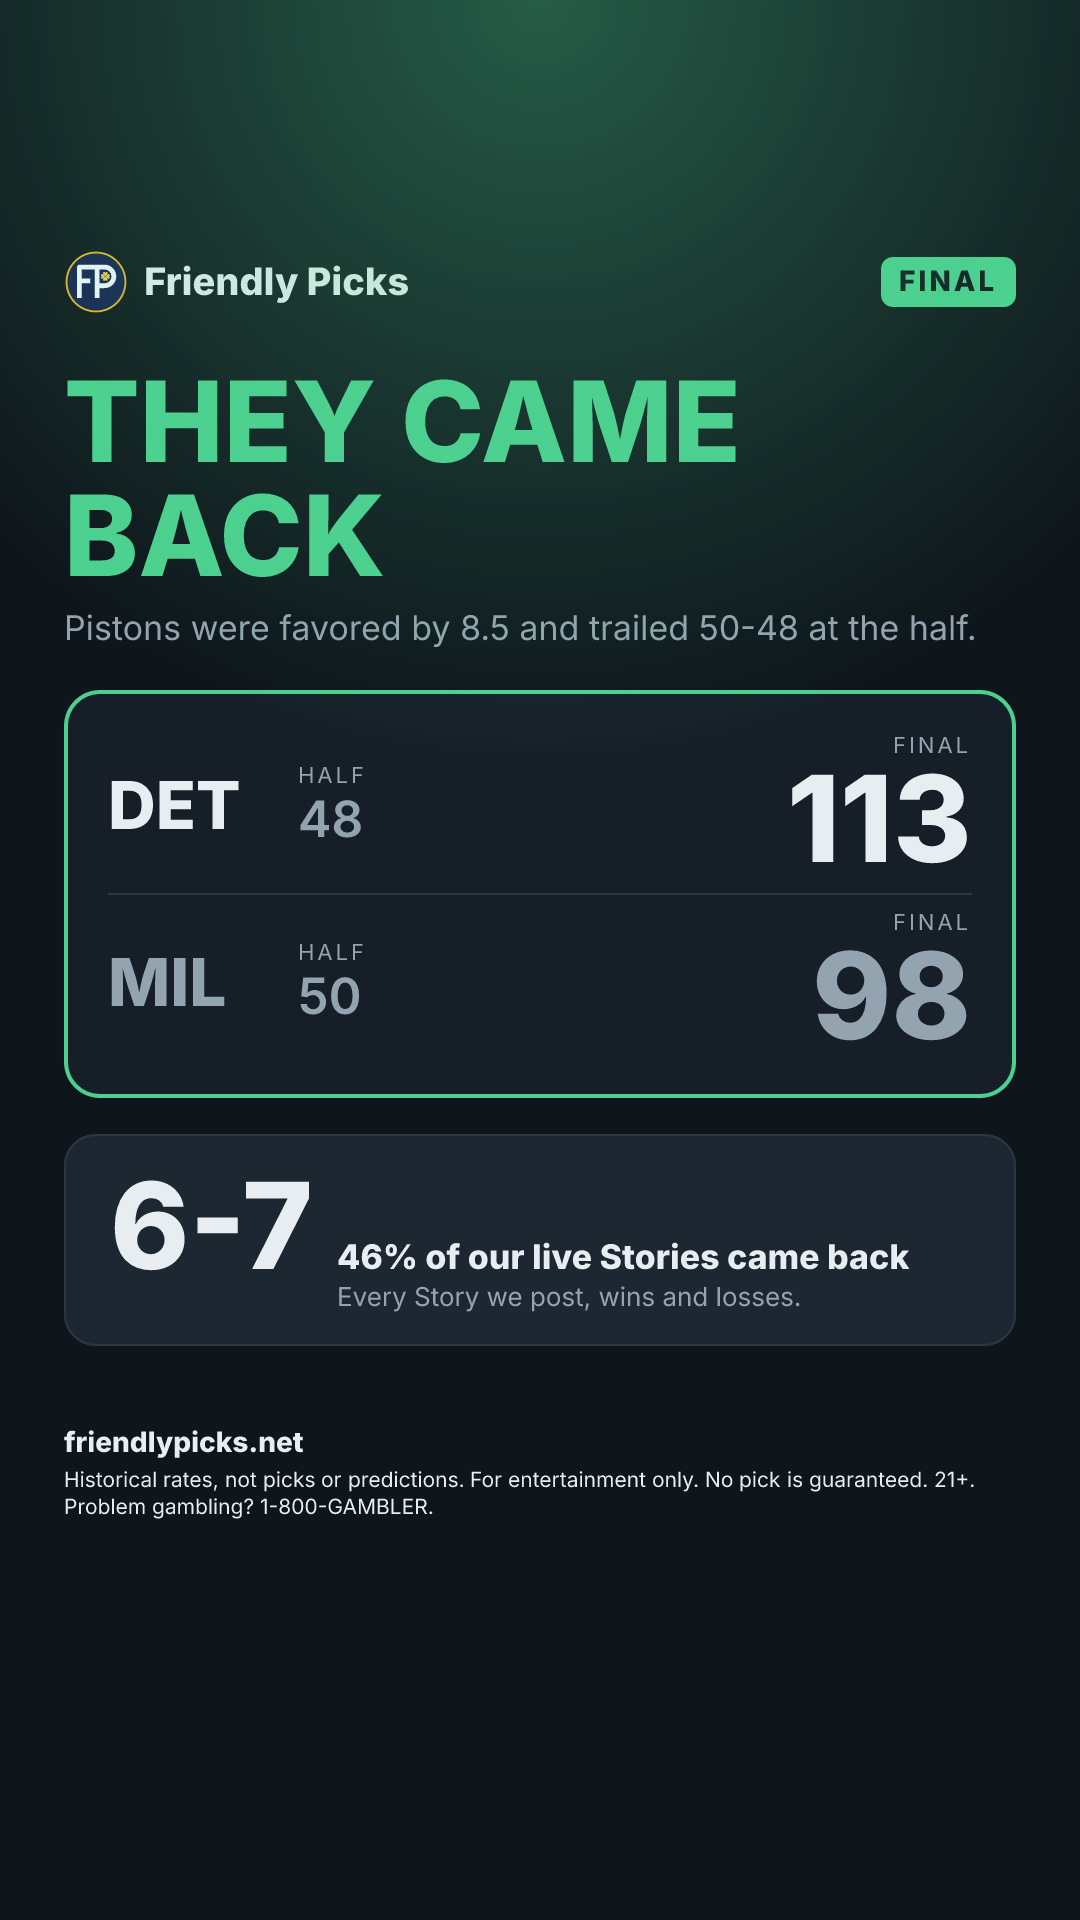 FP Friendly Picks
FINAL
THEY CAME
BACK
Pistons were favored by 8.5 and trailed 50-48 at the half.
DET
HALF
48
FINAL
113
MIL
HALF
50
FINAL
98
6-7
46% of our live Stories came back
Every Story we post, wins and losses.
friendlypicks.net
Historical rates, not picks or predictions. For entertainment only. No pick is guaranteed. 21+.
Problem gambling? 1-800-GAMBLER.